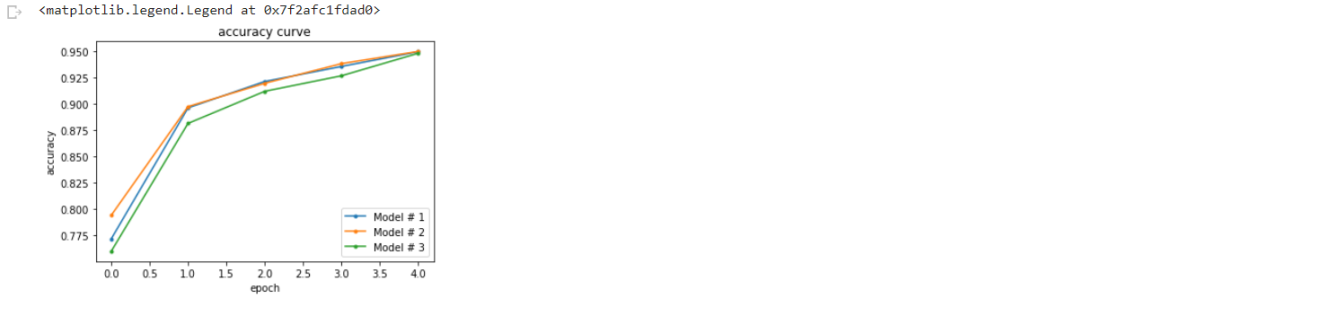 <matplotlib.legend.Legend at 0x7f2afc1fdad0>
accuracy curve
0.950
0.925
0.900
0.875
0.850
0.825
0.800
0.775
accuracy
Model # 1
Model # 2
Model # 3
0.0 0.5 1.0 1.5 2.0 2.5 3.0 3.5 4.0
epoch